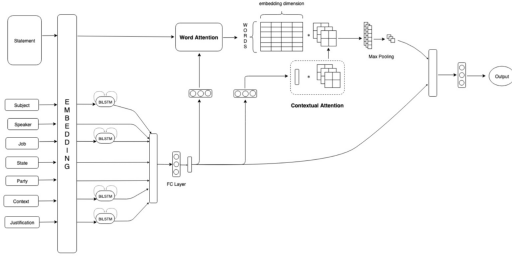 embedding dimension
Statement
Word Attention
W
O
R
D
S
*
*
Max Pooling
Contextual Attention
Output
E
M
B
E
D
D
I
N
G
Subject
Speaker
Job
State
Party
Context
Justification
BiLSTM
BiLSTM
BiLSTM
BiLSTM
FC Layer